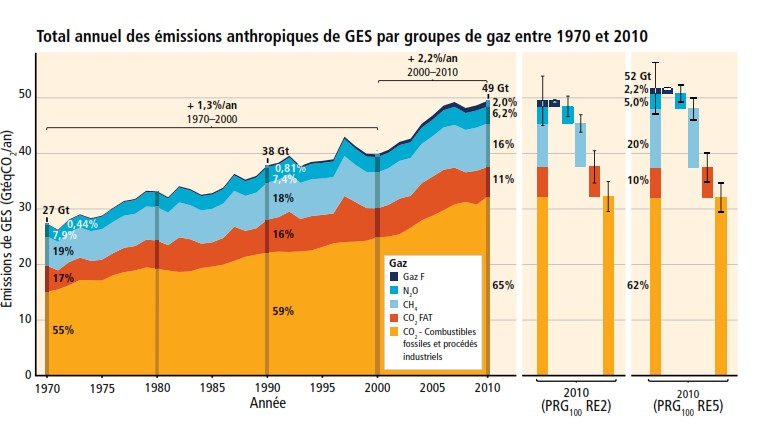 Total annuel des émissions anthropiques de GES par groupes de gaz entre 1970 et 2010
Émissions de GES (GtéqCO2/an)
50
40
30
20
10
0
+ 1,3%/an
1970–2000
+ 2,2%/an
2000–2010
27 Gt
0,44%
7,9%
19%
17%
55%
38 Gt
0,81%
7,4%
18%
16%
59%
49 Gt
2,0%
6,2%
16%
11%
65%
52 Gt
2,2%
5,0%
20%
10%
62%
Gaz
Gaz F
N2O
CH4
CO2 FAT
CO2 - Combustibles
fossiles et procédés
industriels
1970
1975
1980
1985
1990
1995
2000
2005
2010
Année
2010
(PRG100 RE2)
2010
(PRG100 RE5)